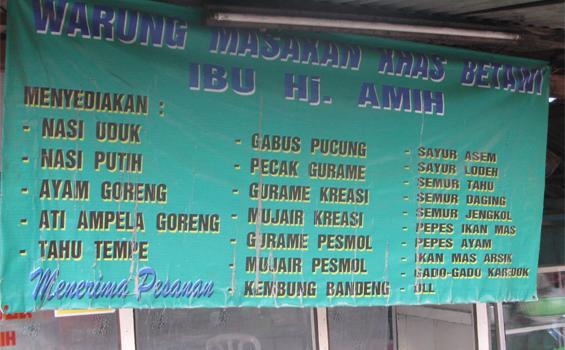 WARUNG MASAKAN KHAS BETAWI
IBU Hj. AMIH
MENYEDIAKAN :
- NASI UDUK
- NASI PUTIH
- AYAM GORENG
- ATI AMPELA GORENG
- TAHU TEMPE
Menerima Pesanan
- GABUS PUCUNG
- PECAK GURAME
- GURAME KREASI
- MUJAIR KREASI
- GURAME PESMOL
MUJAIR PESMOL
- KEMBUNG BANDENG
- SAYUR ASEM
- SAYUR LODEH
- SEMUR TAHU
- SEMUR DAGING
- SEMUR JENGKOL
- PEPES IKAN MAS
- PEPES AYAM
- IKAN MAS ARSIK
- GADO-GADO KAREDOK
- DLL